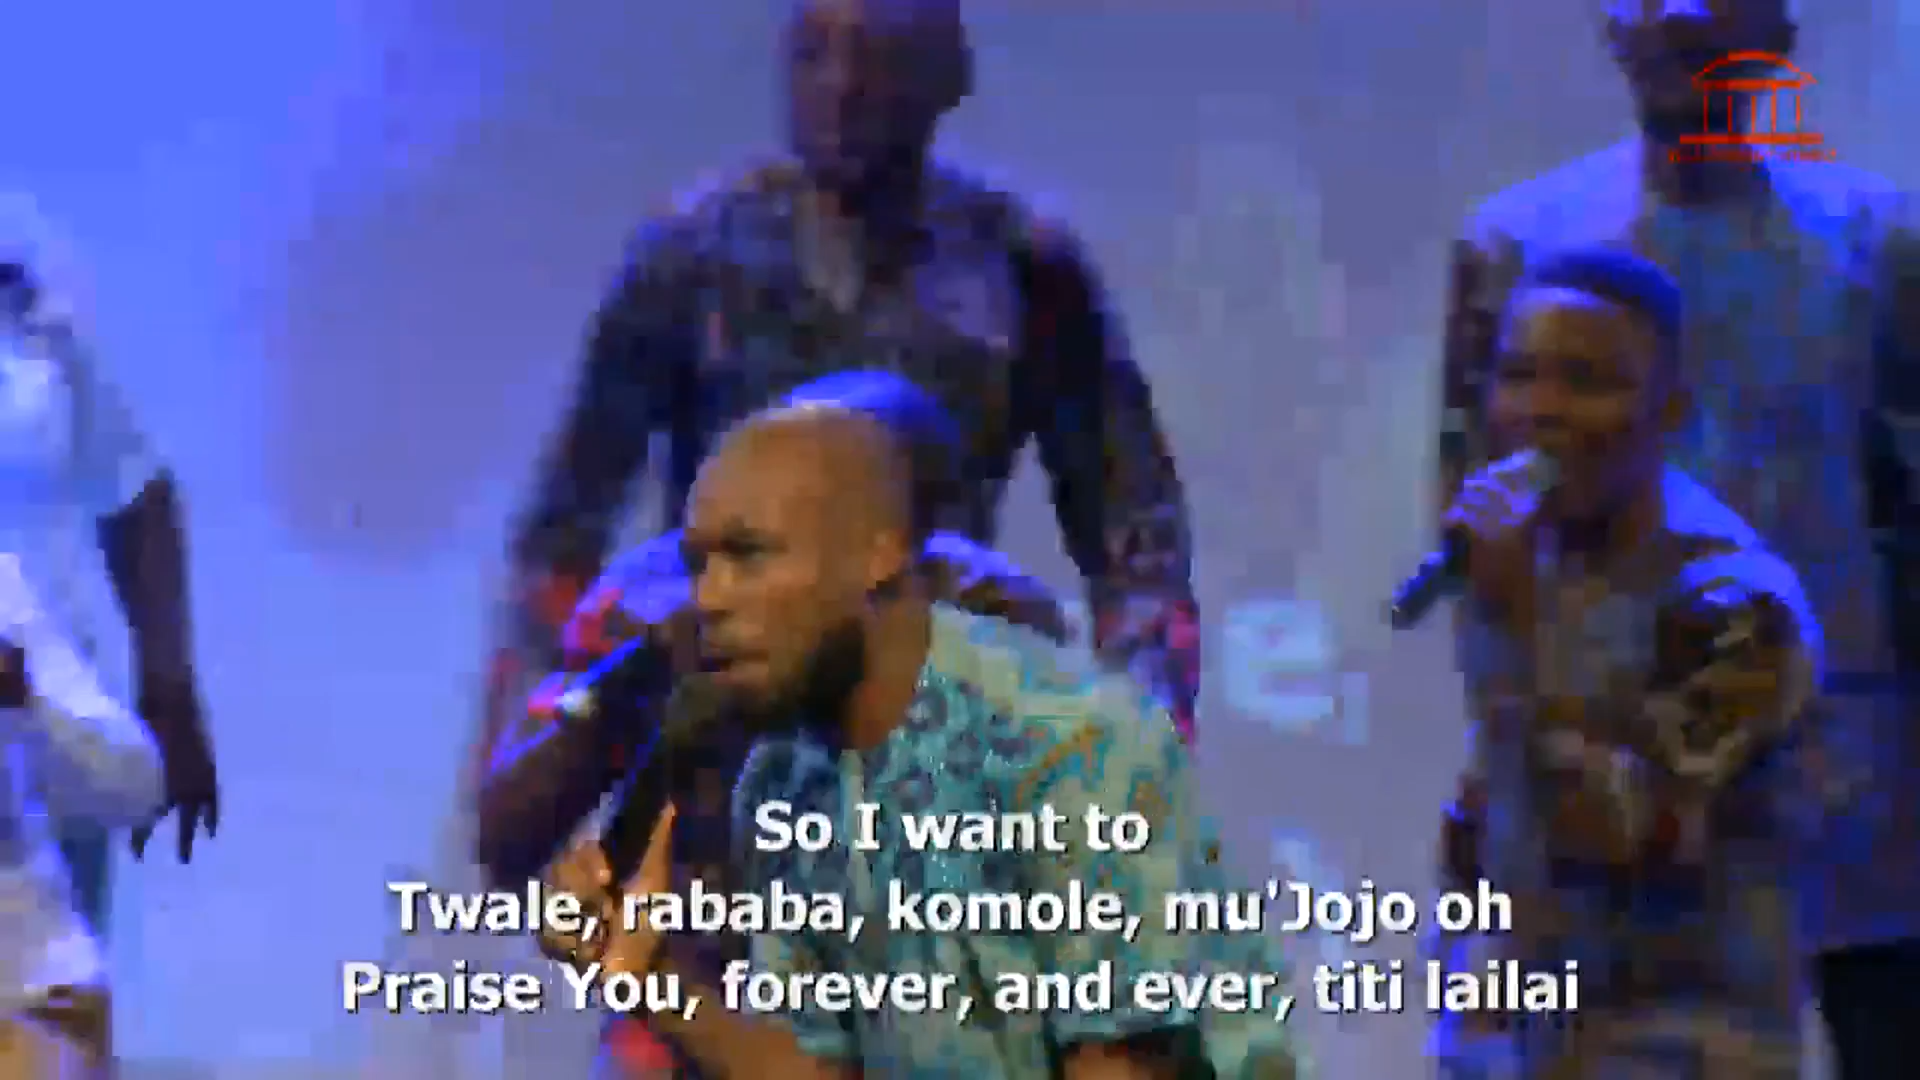 So I want to
Twale, rababa, komole, mu'Jojo oh
Praise You, forever, and ever, titi lailai